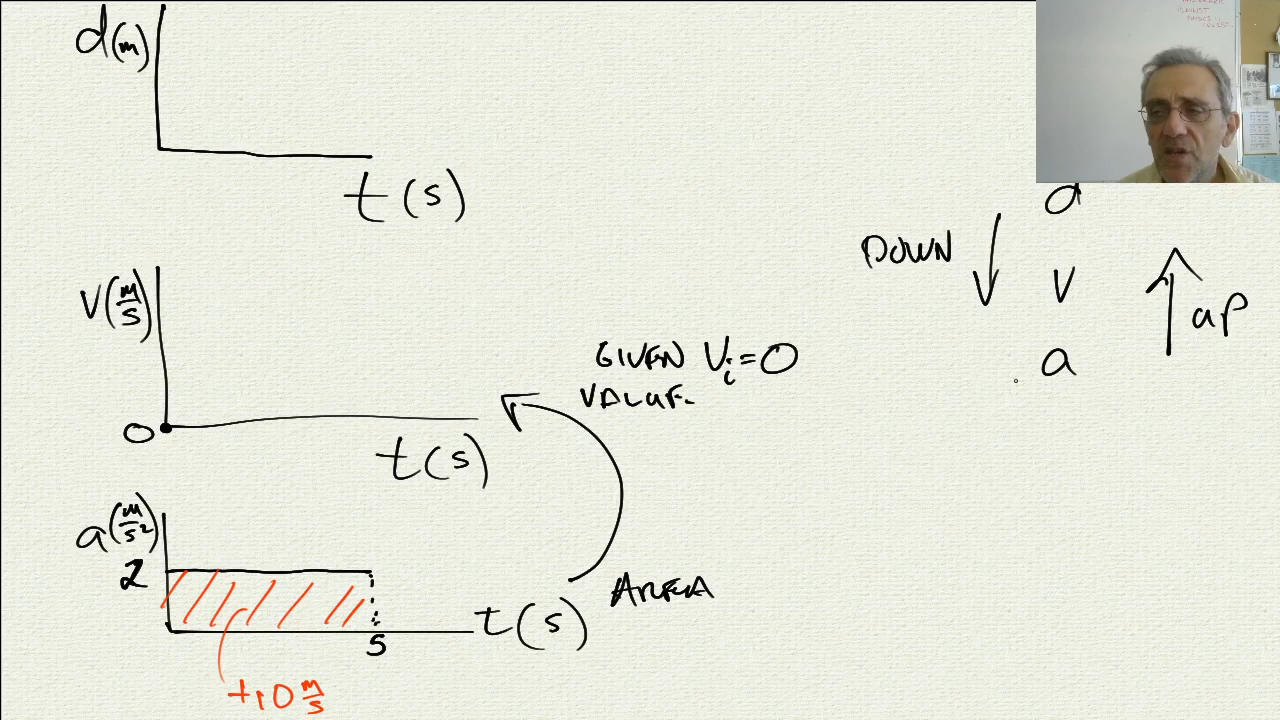 d (m)
t (s)
V (m/s)
0
t (s)
GIVEN Vi = 0
VALUE.
a (m/s²)
2
5
t (s)
AREA
+10 m/s
d
DOWN
v
a
up